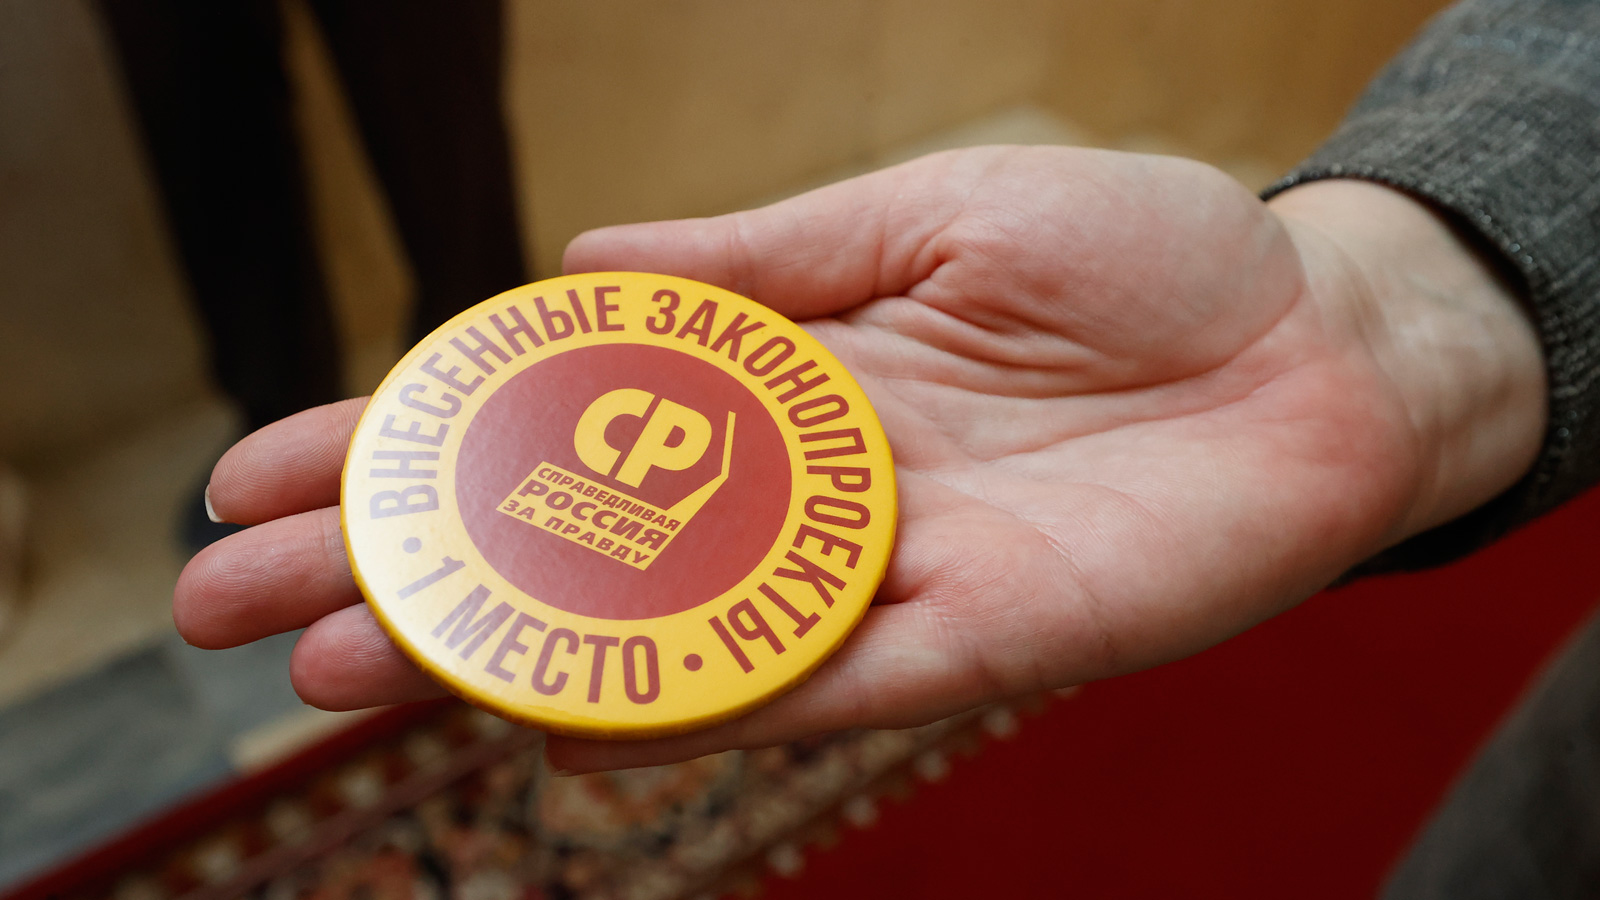 ВНЕСЕННЫЕ ЗАКОНОПРОЕКТЫ
• 1 МЕСТО •
СР
СПРАВЕДЛИВАЯ
РОССИЯ
ЗА ПРАВДУ